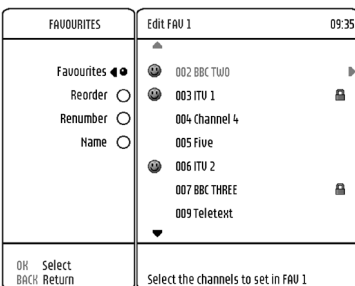 FAVOURITES
Edit FAV 1 09:35
Favourites
Reorder
Renumber
Name
002 BBC TWO
003 ITV 1
004 Channel 4
005 Five
006 ITV 2
007 BBC THREE
009 Teletext
OK Select
BACK Return
Select the channels to set in FAV 1